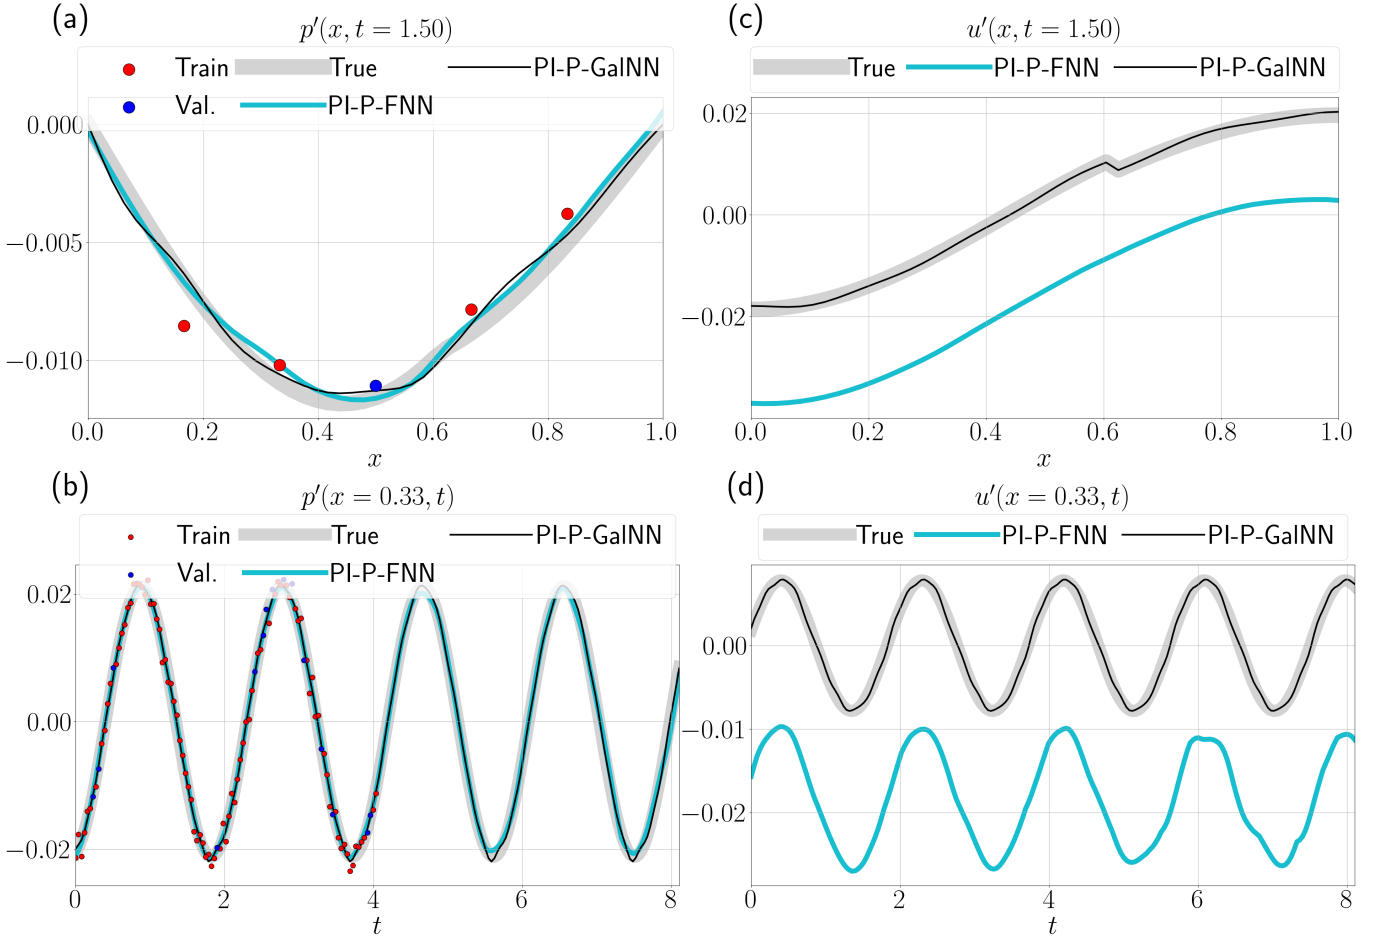 (a)
p′(x, t = 1.50)
Train True PI-P-GalNN
Val. PI-P-FNN
0.000
−0.005
−0.010
0.0 0.2 0.4 0.6 0.8 1.0
x
(c)
u′(x, t = 1.50)
True PI-P-FNN PI-P-GalNN
0.02
0.00
−0.02
0.0 0.2 0.4 0.6 0.8 1.0
x
(b)
p′(x = 0.33, t)
Train True PI-P-GalNN
Val. PI-P-FNN
0.02
0.00
−0.02
0 2 4 6 8
t
(d)
u′(x = 0.33, t)
True PI-P-FNN PI-P-GalNN
0.00
−0.01
−0.02
0 2 4 6 8
t